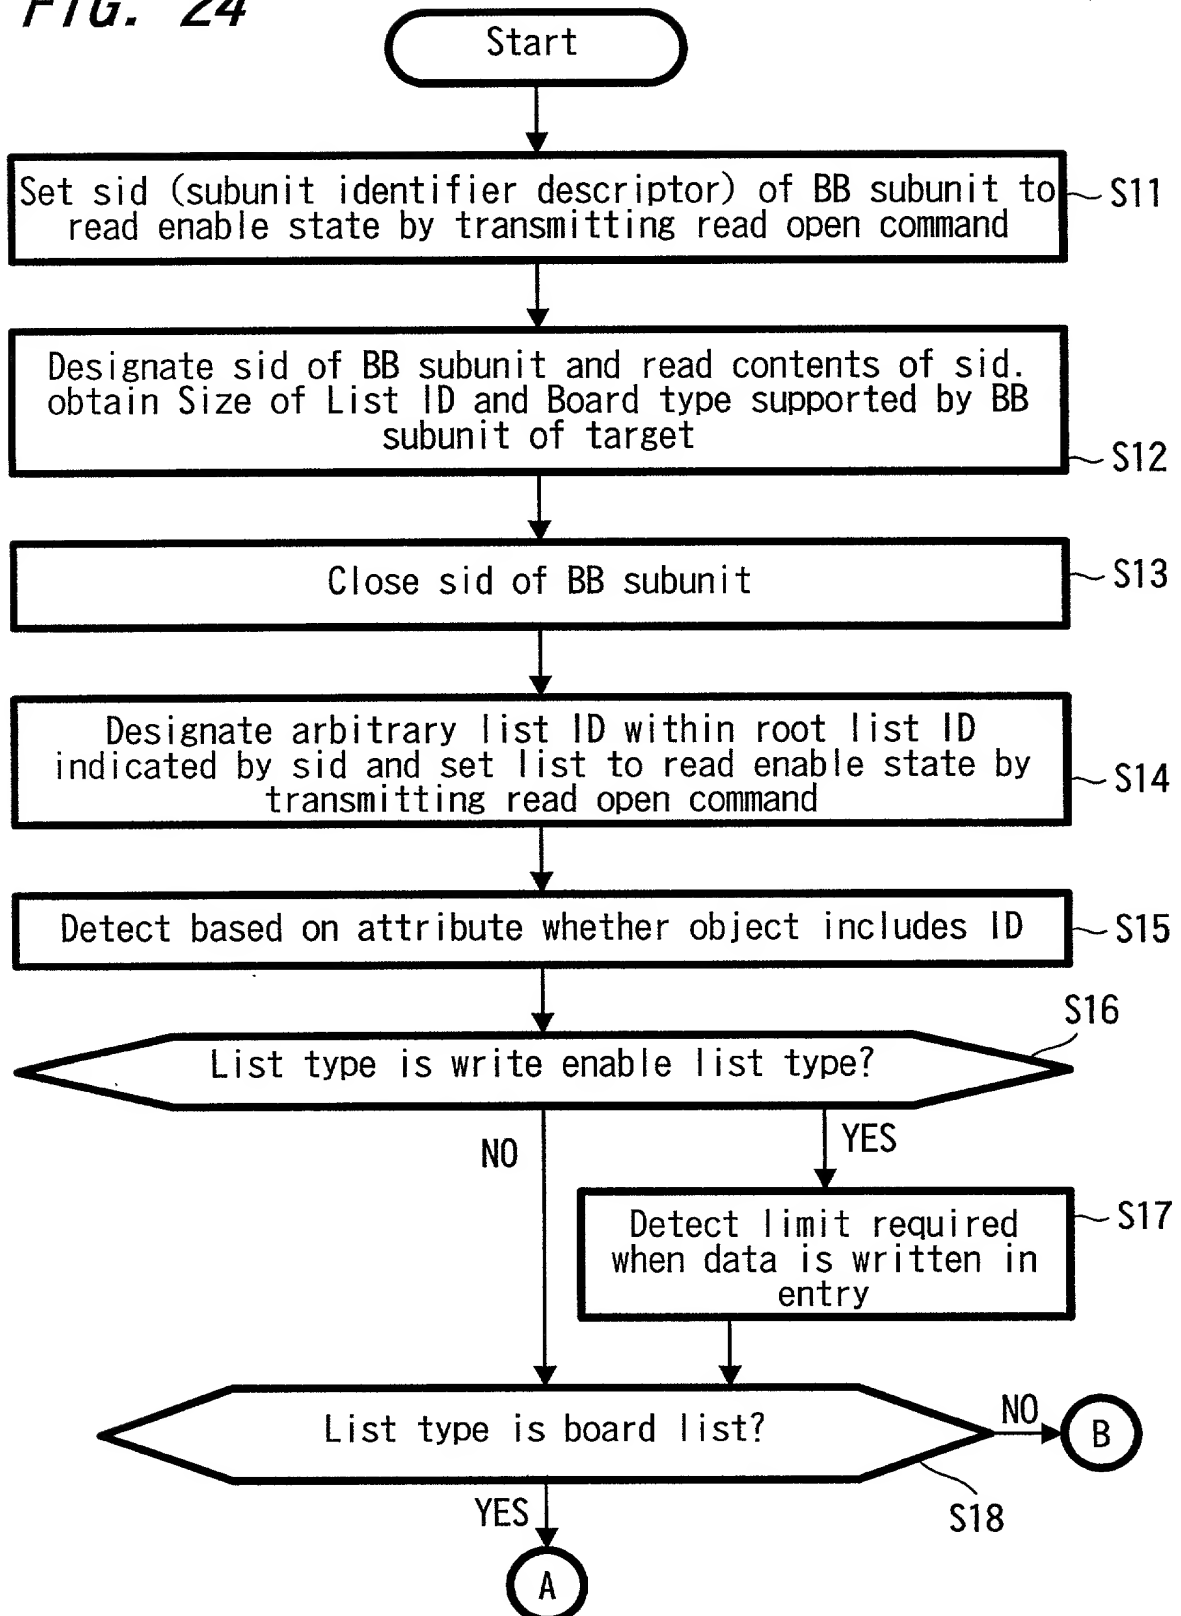 FIG. 24
Start
Set sid (subunit identifier descriptor) of BB subunit to
read enable state by transmitting read open command
S11
Designate sid of BB subunit and read contents of sid.
obtain Size of List ID and Board type supported by BB
subunit of target
S12
Close sid of BB subunit
S13
Designate arbitrary list ID within root list ID
indicated by sid and set list to read enable state by
transmitting read open command
S14
Detect based on attribute whether object includes ID
S15
S16
List type is write enable list type?
NO
YES
Detect limit required
when data is written in
entry
S17
List type is board list?
NO
B
S18
YES
A